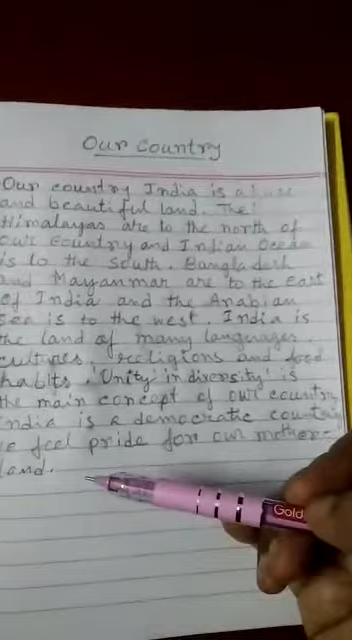 Our Country
Our country India is a
and beautiful land. The
Himalayas are to the north of
our country and Indian Ocean
is to the south. Bangladesh
and Mayanmar are to the east
of India and the Arabian
sea is to the west. India is
the land of many languages,
cultures, religions and food
habits. 'Unity in diversity' is
the main concept of our country
India is a democratic country
we feel pride for our mother-
land.
Gold